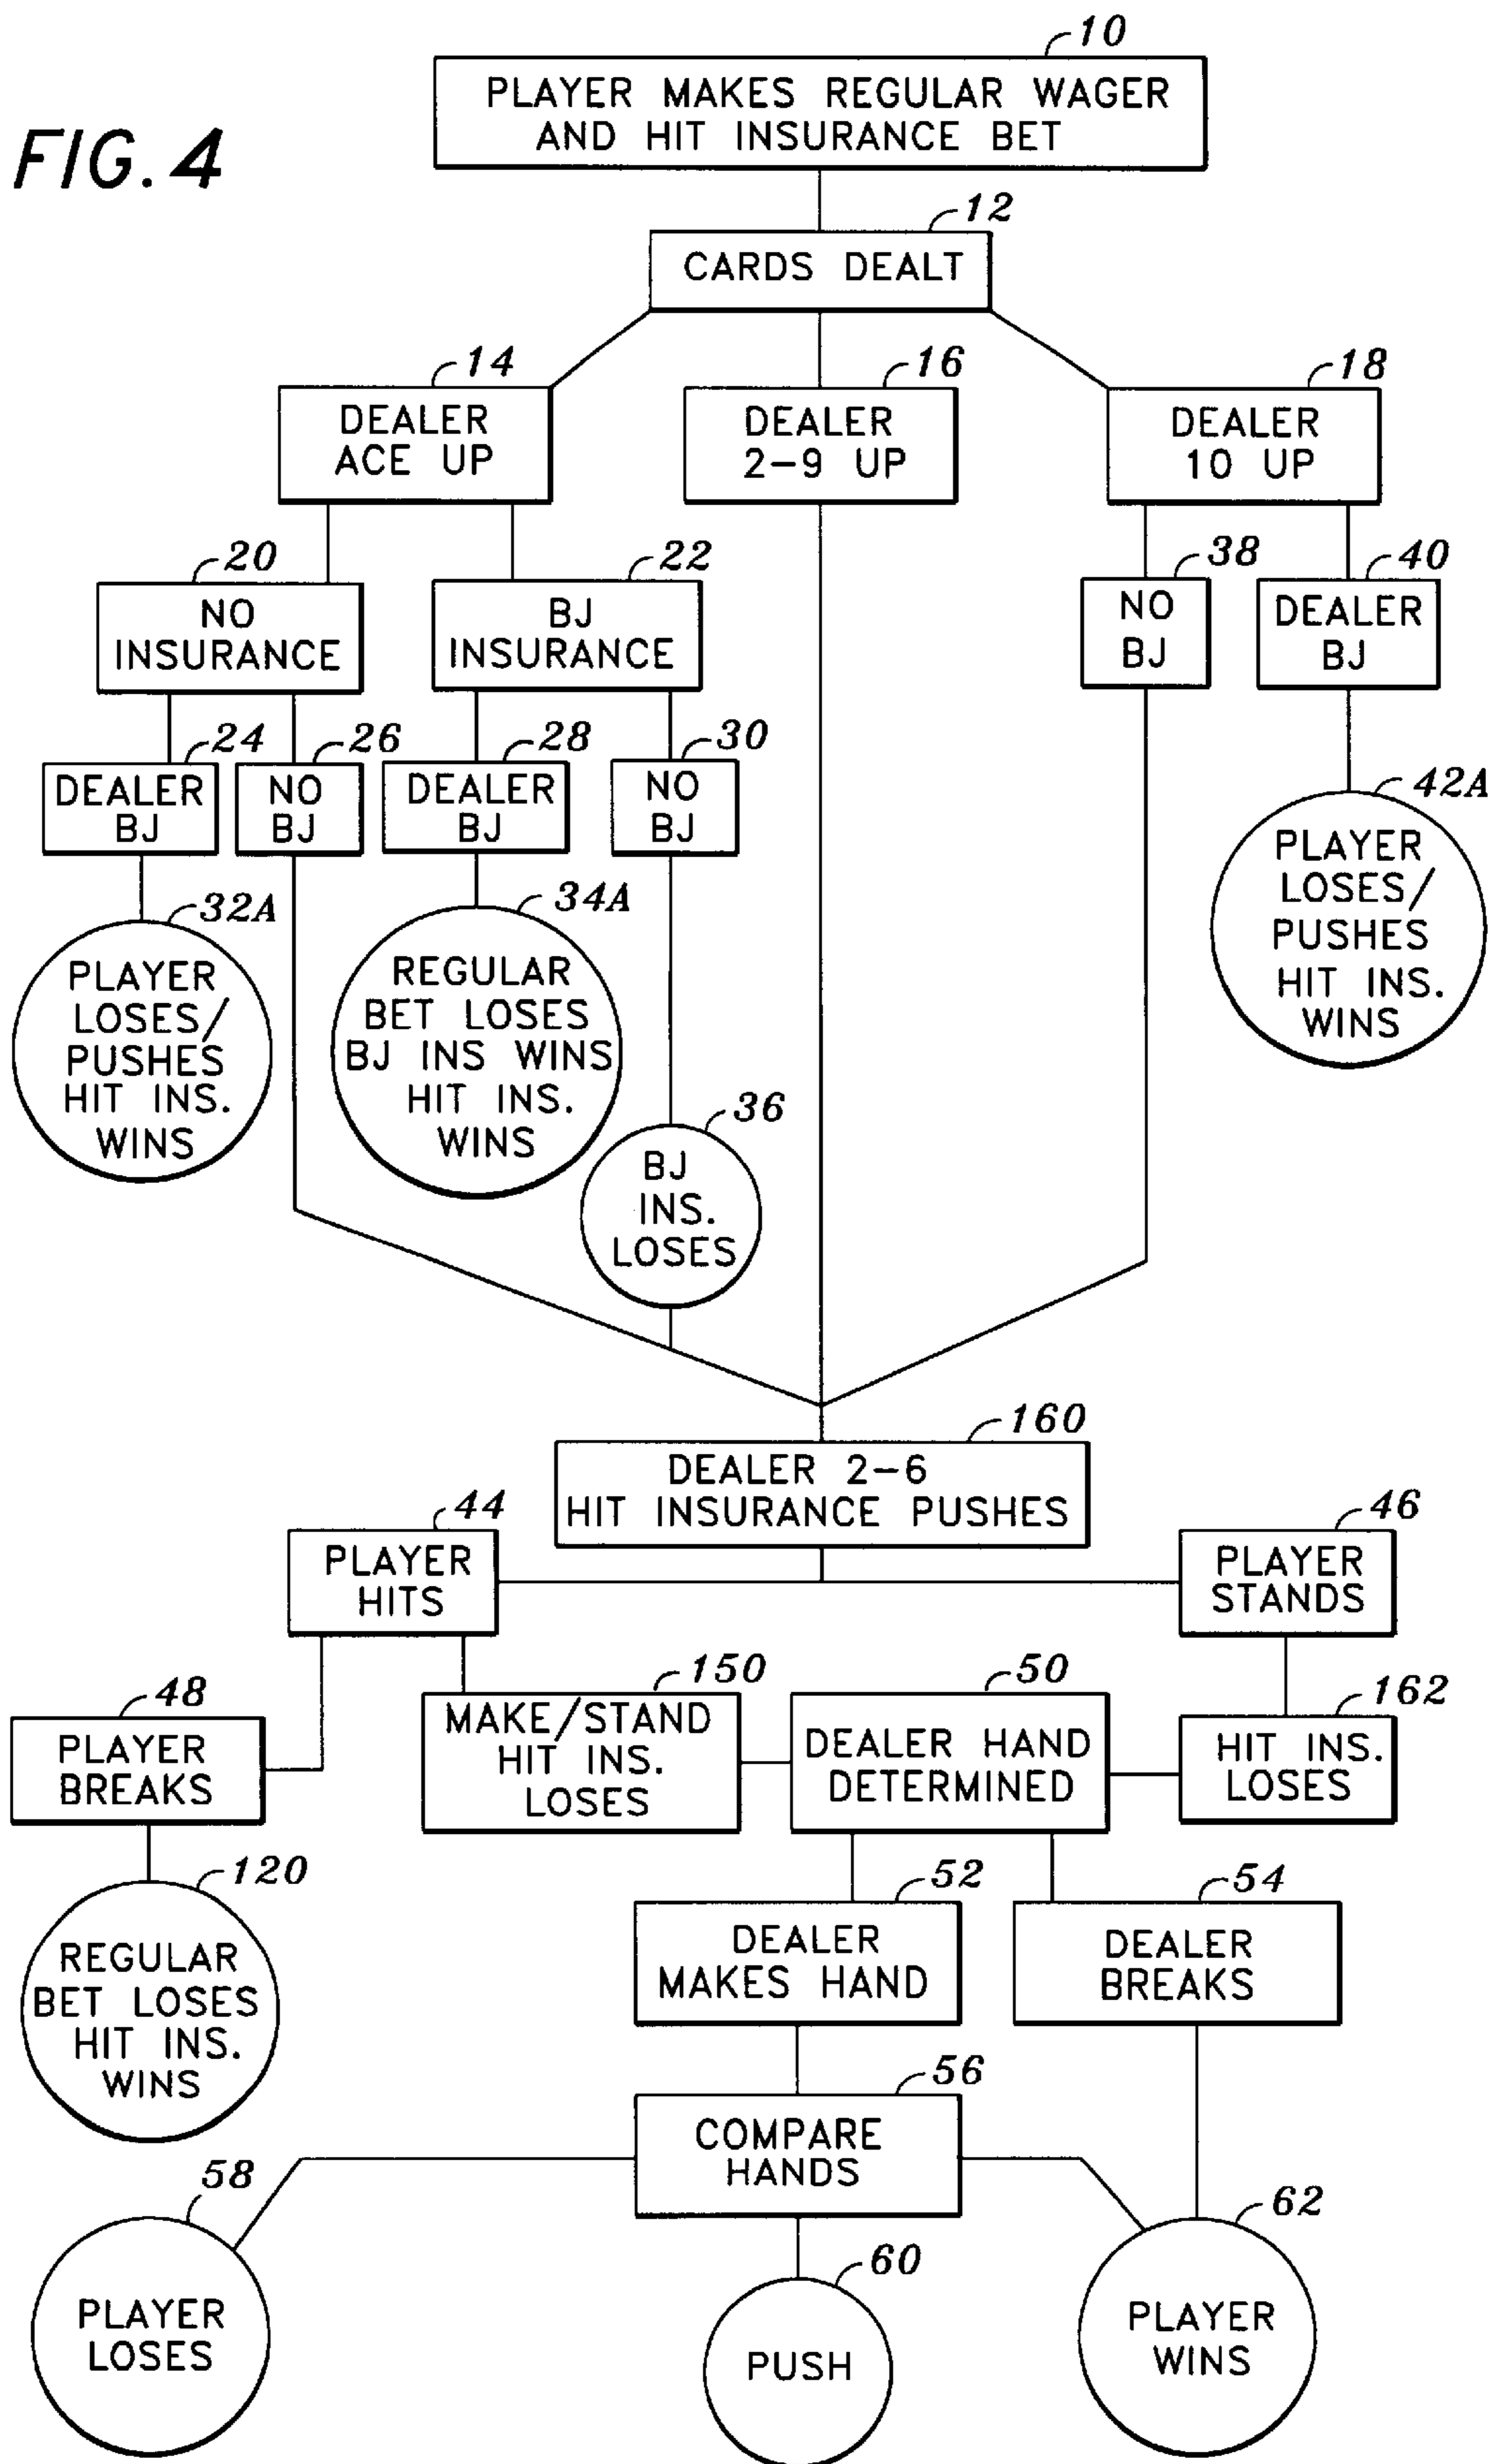 FIG. 4
10
PLAYER MAKES REGULAR WAGER
AND HIT INSURANCE BET
12
CARDS DEALT
14
DEALER
ACE UP
16
DEALER
2-9 UP
18
DEALER
10 UP
20
NO
INSURANCE
22
BJ
INSURANCE
38
NO
BJ
40
DEALER
BJ
24
DEALER
BJ
26
NO
BJ
28
DEALER
BJ
30
NO
BJ
42A
PLAYER
LOSES/
PUSHES
HIT INS.
WINS
32A
PLAYER
LOSES/
PUSHES
HIT INS.
WINS
34A
REGULAR
BET LOSES
BJ INS WINS
HIT INS.
WINS
36
BJ
INS.
LOSES
160
DEALER 2-6
HIT INSURANCE PUSHES
44
PLAYER
HITS
46
PLAYER
STANDS
48
PLAYER
BREAKS
150
MAKE/STAND
HIT INS.
LOSES
50
DEALER HAND
DETERMINED
162
HIT INS.
LOSES
120
REGULAR
BET LOSES
HIT INS.
WINS
52
DEALER
MAKES HAND
54
DEALER
BREAKS
56
COMPARE
HANDS
58
PLAYER
LOSES
60
PUSH
62
PLAYER
WINS